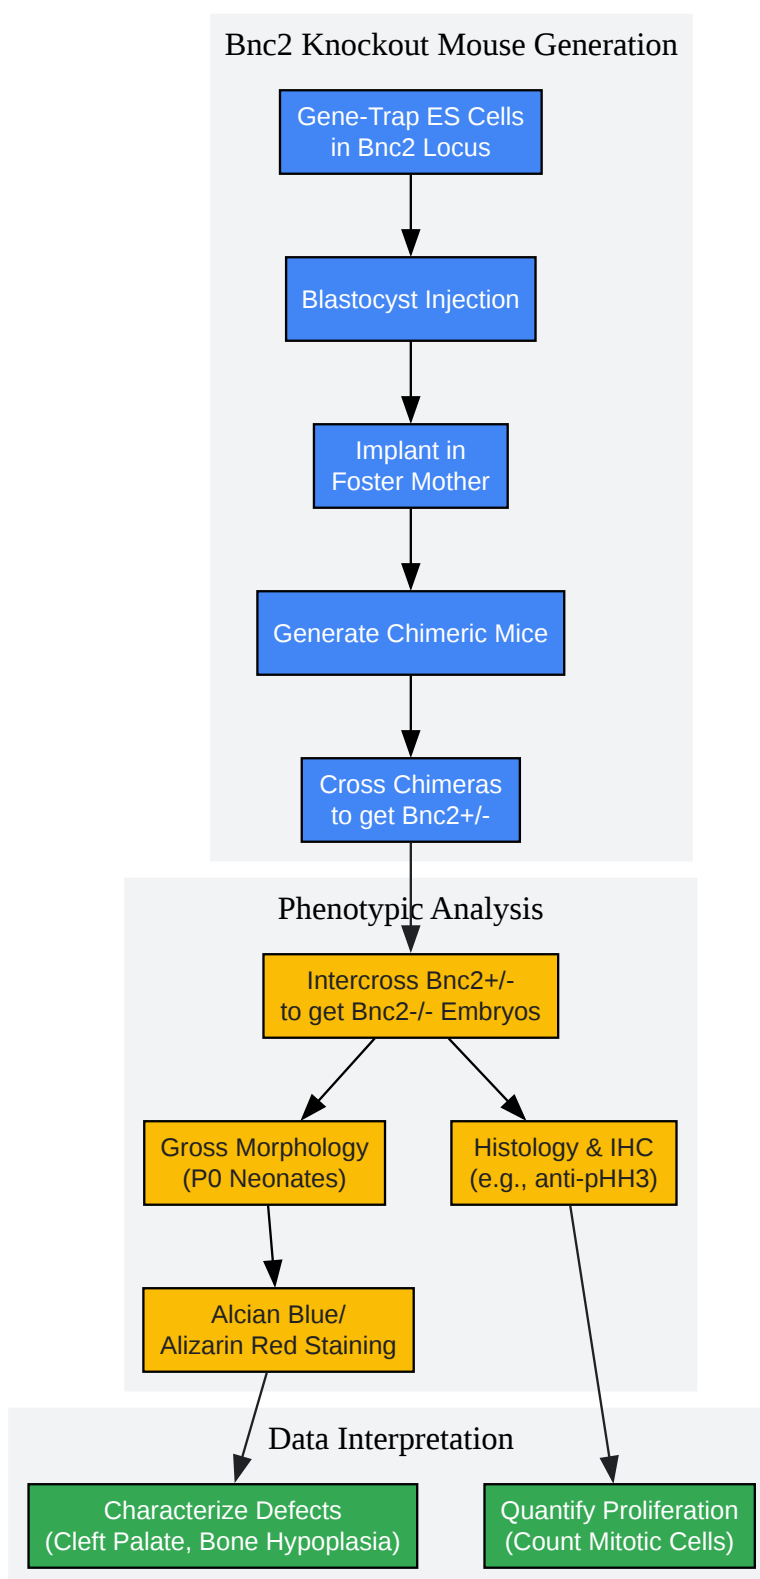 Bnc2 Knockout Mouse Generation
Gene-Trap ES Cells
in Bnc2 Locus
Blastocyst Injection
Implant in
Foster Mother
Generate Chimeric Mice
Cross Chimeras
to get Bnc2+/-
Phenotypic Analysis
Intercross Bnc2+/-
to get Bnc2-/- Embryos
Gross Morphology
(P0 Neonates)
Histology & IHC
(e.g., anti-pHH3)
Alcian Blue/
Alizarin Red Staining
Data Interpretation
Characterize Defects
(Cleft Palate, Bone Hypoplasia)
Quantify Proliferation
(Count Mitotic Cells)